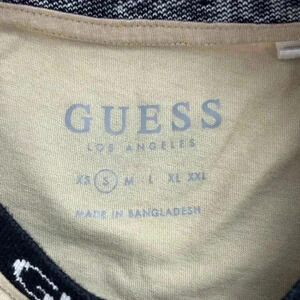 GUESS
LOS ANGELES
XS S M L XL XXL
MADE IN BANGLADESH